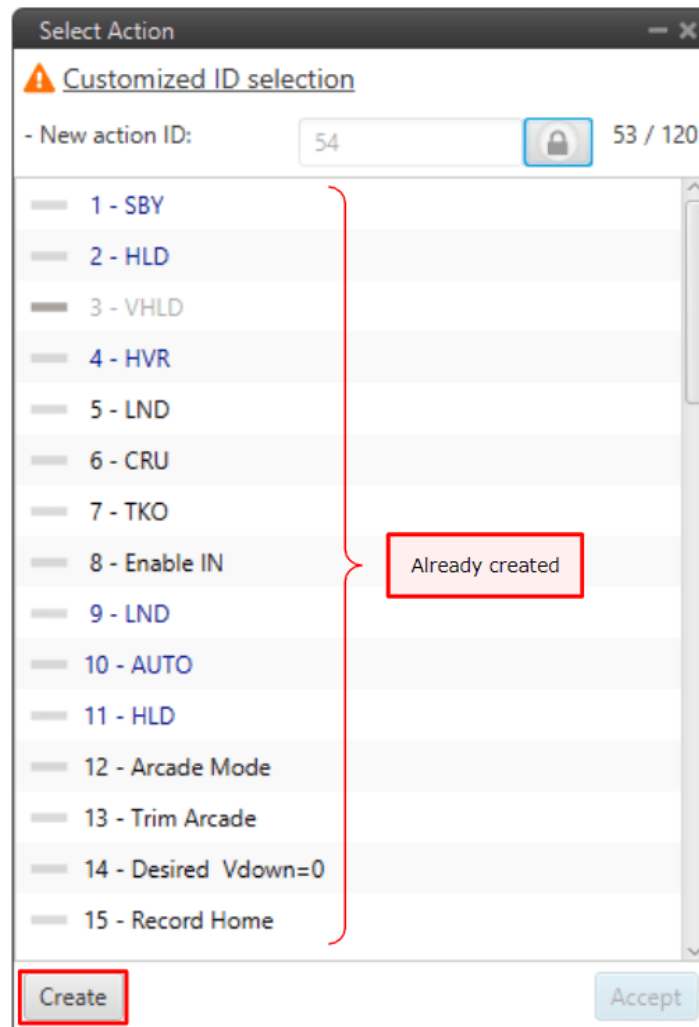 Select Action
Customized ID selection
- New action ID: 54 53 / 120
1 - SBY
2 - HLD
3 - VHLD
4 - HVR
5 - LND
6 - CRU
7 - TKO
8 - Enable IN
Already created
9 - LND
10 - AUTO
11 - HLD
12 - Arcade Mode
13 - Trim Arcade
14 - Desired  Vdown=0
15 - Record Home
Create Accept